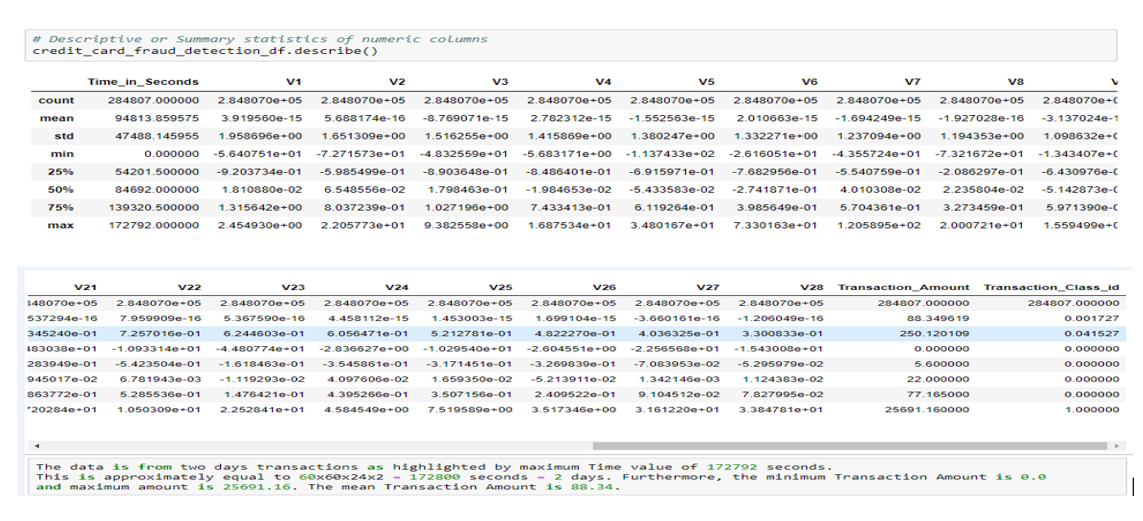 # Descriptive or Summary statistics of numeric columns
credit_card_fraud_detection_df.describe()
Time_in_Seconds V1 V2 V3 V4 V5 V6 V7 V8
count 284807.000000 2.848070e+05 2.848070e+05 2.848070e+05 2.848070e+05 2.848070e+05 2.848070e+05 2.848070e+05 2.848070e+05 2.848070e+0
mean 94813.859575 3.919560e-15 5.688174e-16 -8.769071e-15 2.782312e-15 -1.552563e-15 2.010663e-15 -1.694249e-15 -1.927028e-16 -3.137024e-1
std 47488.145955 1.958696e+00 1.651309e+00 1.516255e+00 1.415869e+00 1.380247e+00 1.332271e+00 1.237094e+00 1.194353e+00 1.098632e+0
min 0.000000 -5.640751e+01 -7.271573e+01 -4.832559e+01 -5.683171e+00 -1.137433e+02 -2.616051e+01 -4.355724e+01 -7.321672e+01 -1.343407e+0
25% 54201.500000 -9.203734e-01 -5.985499e-01 -8.903648e-01 -8.486401e-01 -6.915971e-01 -7.682956e-01 -5.540759e-01 -2.086297e-01 -6.430976e-0
50% 84692.000000 1.810880e-02 6.548556e-02 1.798463e-01 -1.984653e-02 -5.433583e-02 -2.741871e-01 4.010308e-02 2.235804e-02 -5.142873e-0
75% 139320.500000 1.315642e+00 8.037239e-01 1.027196e+00 7.433413e-01 6.119264e-01 3.985649e-01 5.704361e-01 3.273459e-01 5.971390e-0
max 172792.000000 2.454930e+00 2.205773e+01 9.382558e+00 1.687534e+01 3.480167e+01 7.330163e+01 1.205895e+02 2.000721e+01 1.559499e+0
V21 V22 V23 V24 V25 V26 V27 V28 Transaction_Amount Transaction_Class_id
348070e+05 2.848070e+05 2.848070e+05 2.848070e+05 2.848070e+05 2.848070e+05 2.848070e+05 2.848070e+05 284807.000000 284807.000000
537294e-16 7.959909e-16 5.367590e-16 4.458112e-15 1.453003e-15 1.699104e-15 -3.660161e-16 -1.206049e-16 88.349619 0.001727
345240e-01 7.257016e-01 6.244603e-01 6.056471e-01 5.212781e-01 4.822270e-01 4.036325e-01 3.300833e-01 250.120109 0.041527
483038e+01 -1.093314e+01 -4.480774e+01 -2.836627e+00 -1.029540e+01 -2.604551e+00 -2.256568e+01 -1.543008e+01 0.000000 0.000000
283949e-01 -5.423504e-01 -1.618463e-01 -3.545861e-01 -3.171451e-01 -3.269839e-01 -7.083953e-02 -5.295979e-02 5.600000 0.000000
945017e-02 6.781943e-03 -1.119293e-02 4.097606e-02 1.659350e-02 -5.213911e-02 1.342146e-03 1.124383e-02 22.000000 0.000000
863772e-01 5.285536e-01 1.476421e-01 4.395266e-01 3.507156e-01 2.409522e-01 9.104512e-02 7.827995e-02 77.165000 0.000000
720284e+01 1.050309e+01 2.252841e+01 4.584549e+00 7.519589e+00 3.517346e+00 3.161220e+01 3.384781e+01 25691.160000 1.000000
The data is from two days transactions as highlighted by maximum Time value of 172792 seconds.
This is approximately equal to 60x60x24x2 = 172800 seconds = 2 days. Furthermore, the minimum Transaction Amount is 0.0
and maximum amount is 25691.16. The mean Transaction Amount is 88.34.